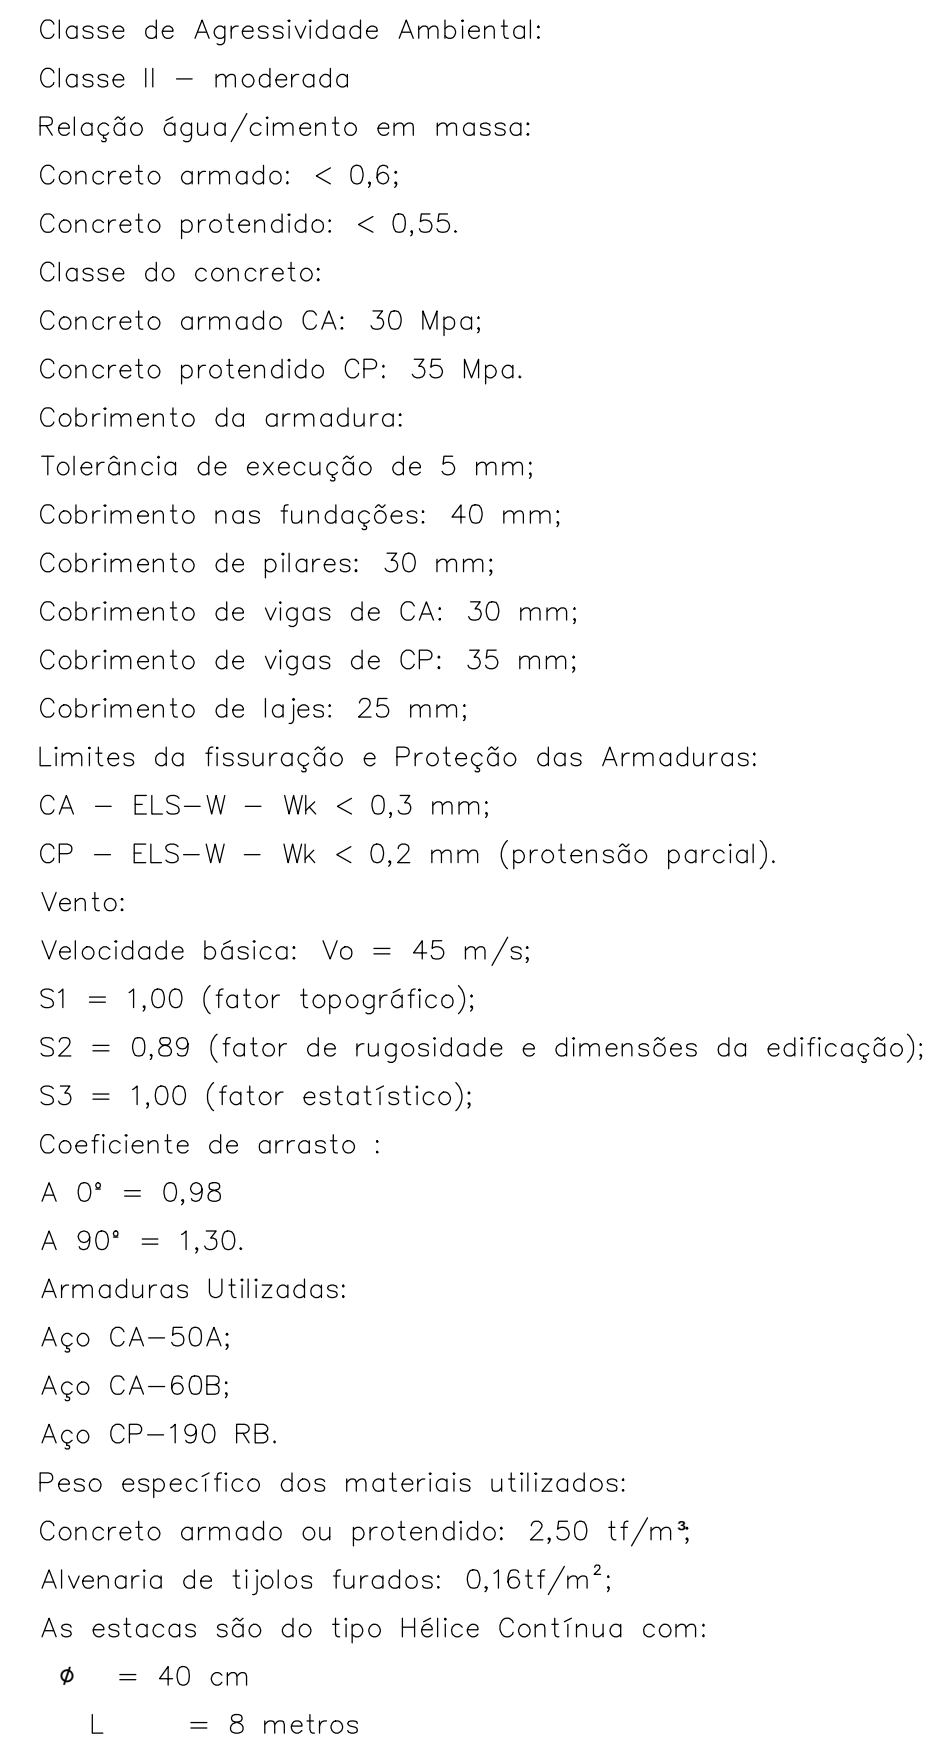 Classe de Agressividade Ambiental:
Classe II – moderada
Relação água/cimento em massa:
Concreto armado: < 0,6;
Concreto protendido: < 0,55.
Classe do concreto:
Concreto armado CA: 30 Mpa;
Concreto protendido CP: 35 Mpa.
Cobrimento da armadura:
Tolerância de execução de 5 mm;
Cobrimento nas fundações: 40 mm;
Cobrimento de pilares: 30 mm;
Cobrimento de vigas de CA: 30 mm;
Cobrimento de vigas de CP: 35 mm;
Cobrimento de lajes: 25 mm;
Limites da fissuração e Proteção das Armaduras:
CA – ELS–W – Wk < 0,3 mm;
CP – ELS–W – Wk < 0,2 mm (protensão parcial).
Vento:
Velocidade básica: Vo = 45 m/s;
S1 = 1,00 (fator topográfico);
S2 = 0,89 (fator de rugosidade e dimensões da edificação);
S3 = 1,00 (fator estatístico);
Coeficiente de arrasto :
A 0º = 0,98
A 90º = 1,30.
Armaduras Utilizadas:
Aço CA–50A;
Aço CA–60B;
Aço CP–190 RB.
Peso específico dos materiais utilizados:
Concreto armado ou protendido: 2,50 tf/m³;
Alvenaria de tijolos furados: 0,16tf/m²;
As estacas são do tipo Hélice Contínua com:
ø = 40 cm
L = 8 metros